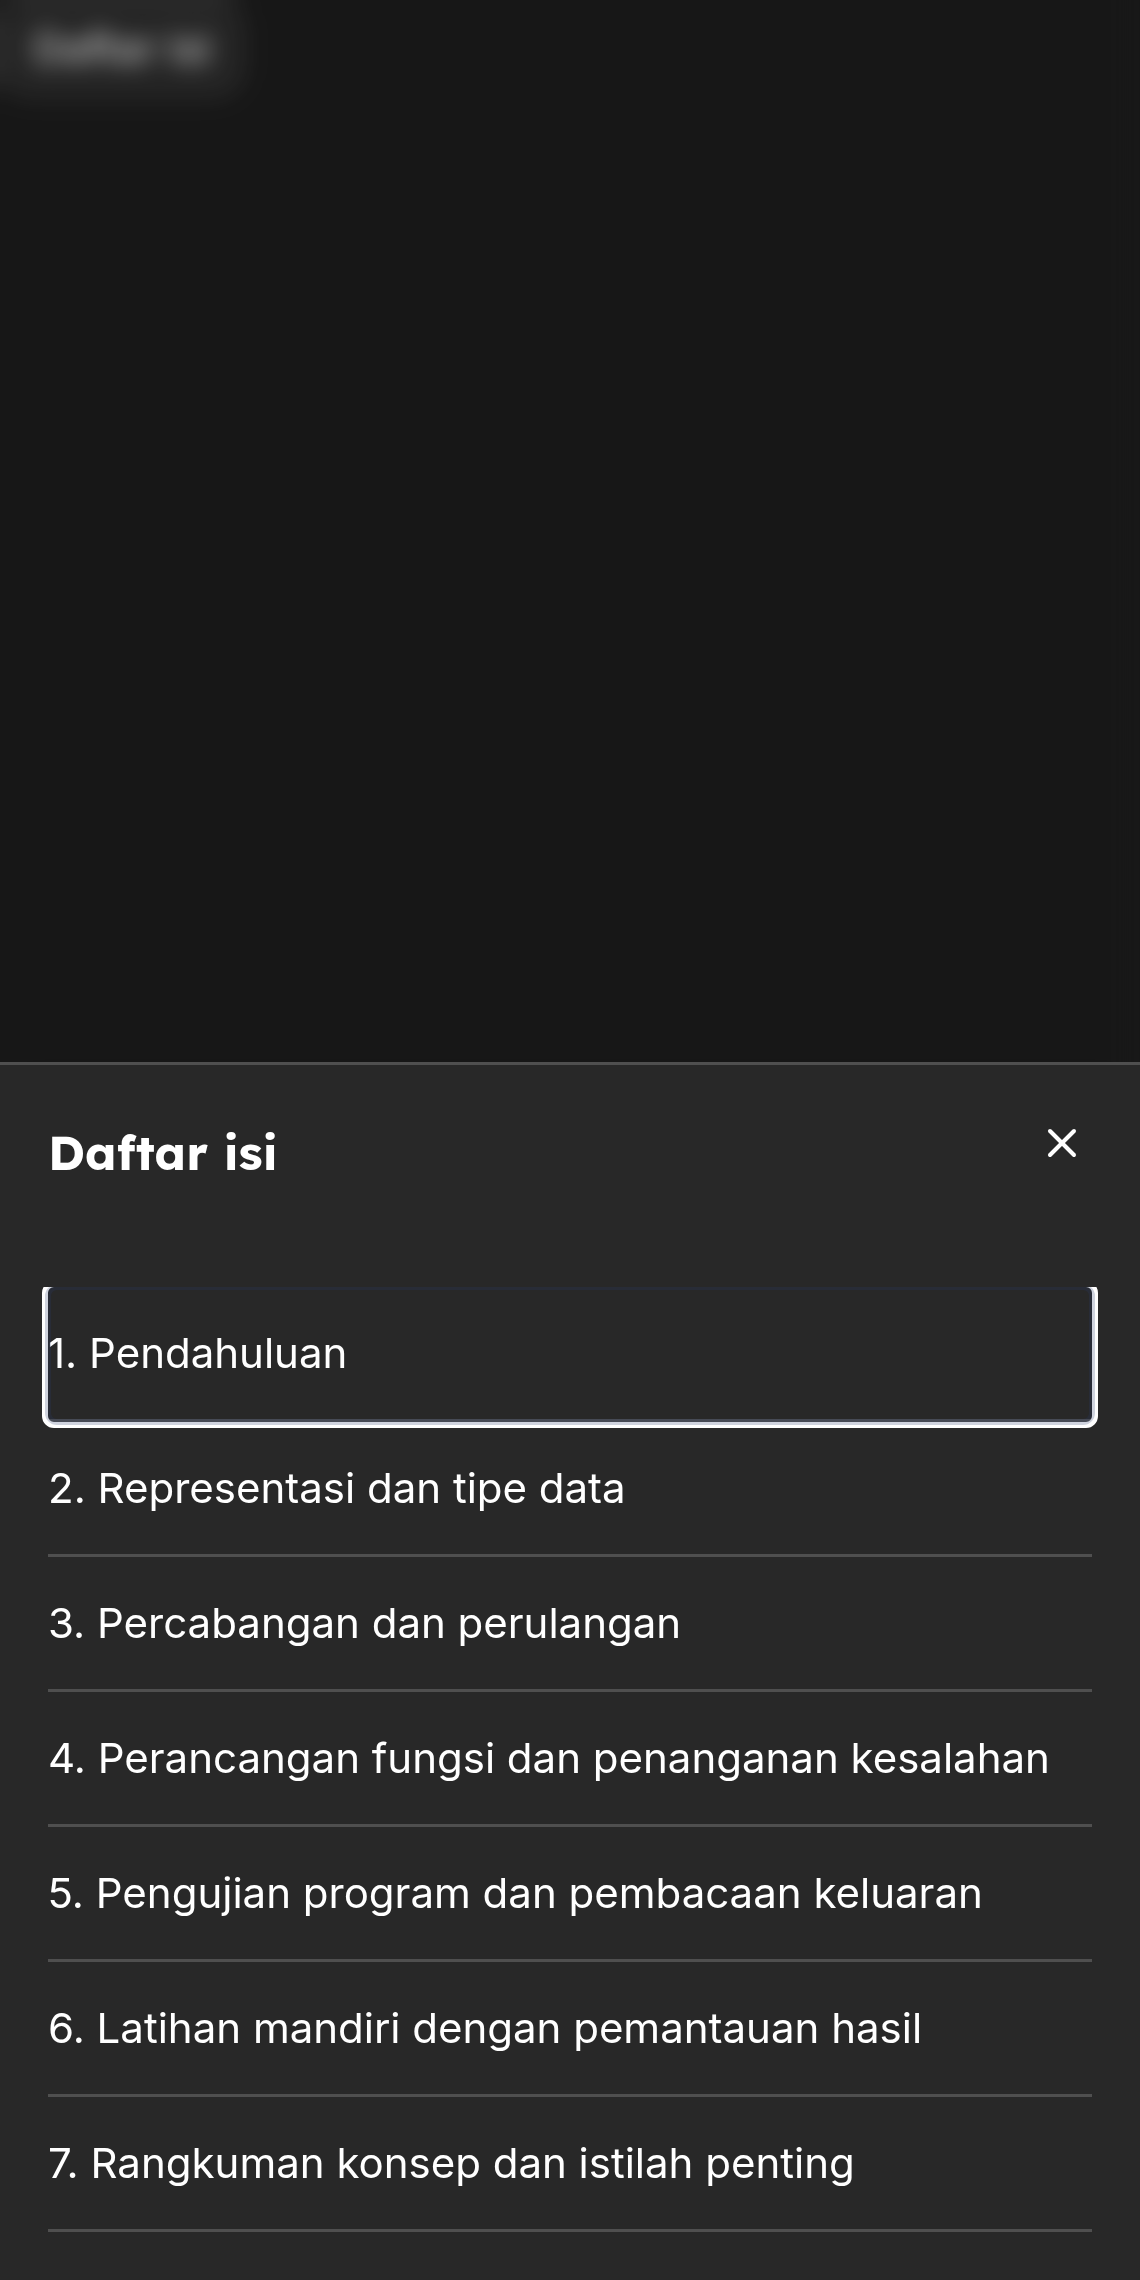 Daftar isi
1. Pendahuluan
2. Representasi dan tipe data
3. Percabangan dan perulangan
4. Perancangan fungsi dan penanganan kesalahan
5. Pengujian program dan pembacaan keluaran
6. Latihan mandiri dengan pemantauan hasil
7. Rangkuman konsep dan istilah penting